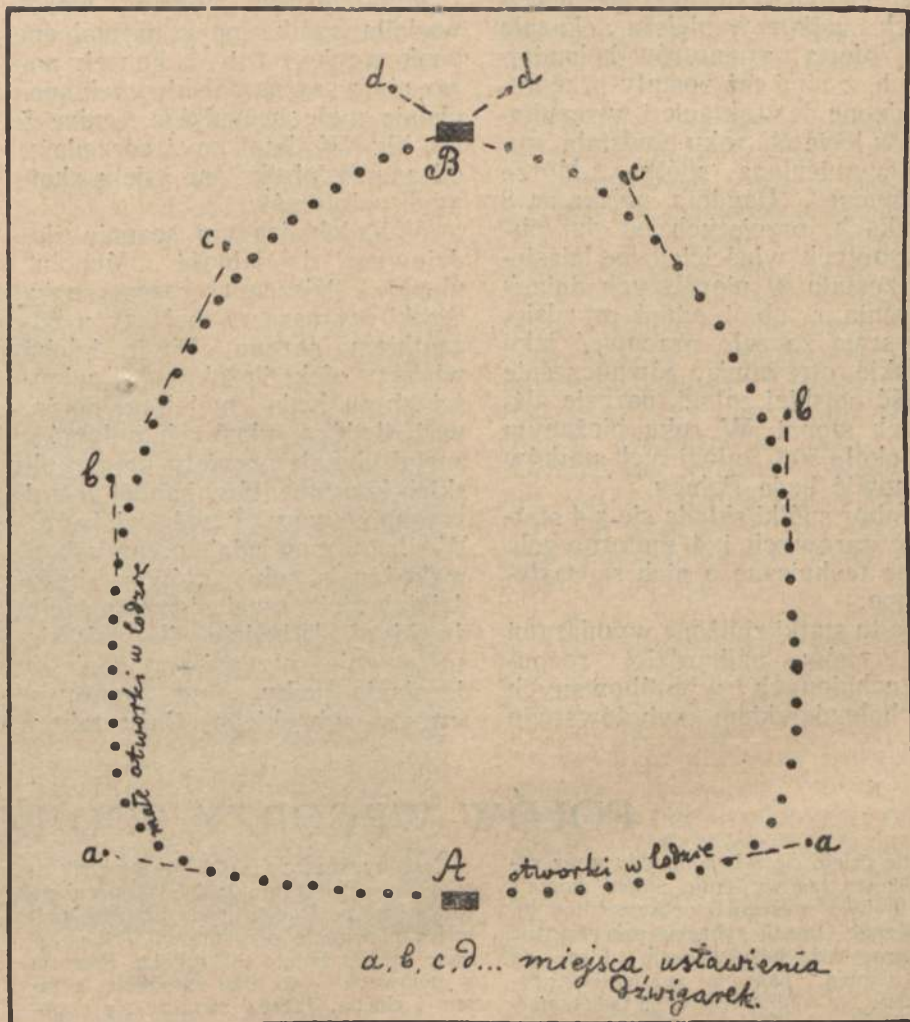 d d
B
c c
b b
małe otworki w lodzie
a A otworki w lodzie a
a, b, c, d... miejsca ustawienia
dźwigarek.